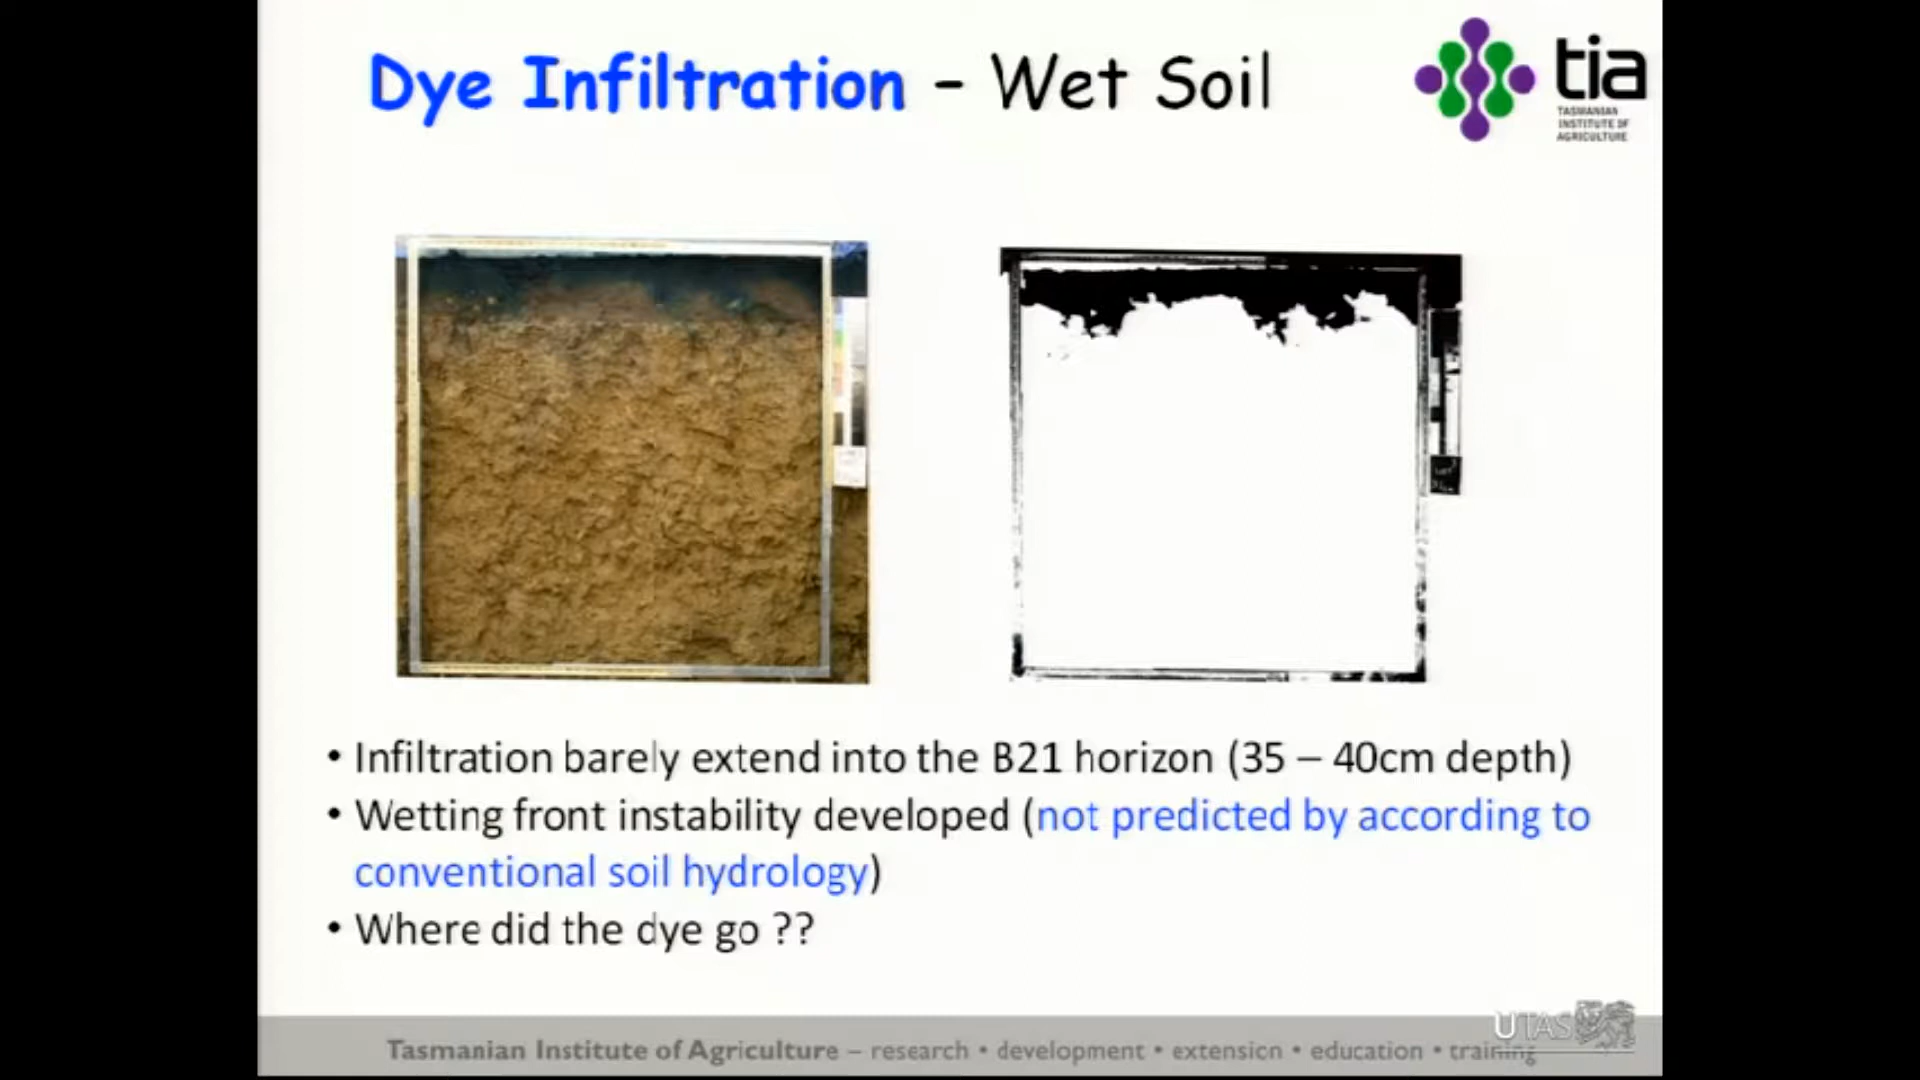 Dye Infiltration – Wet Soil
tia
TASMANIAN
INSTITUTE OF
AGRICULTURE
• Infiltration barely extend into the B21 horizon (35 – 40cm depth)
• Wetting front instability developed (not predicted by according to
conventional soil hydrology)
• Where did the dye go ??
UTAS
Tasmanian Institute of Agriculture – research • development • extension • education • training